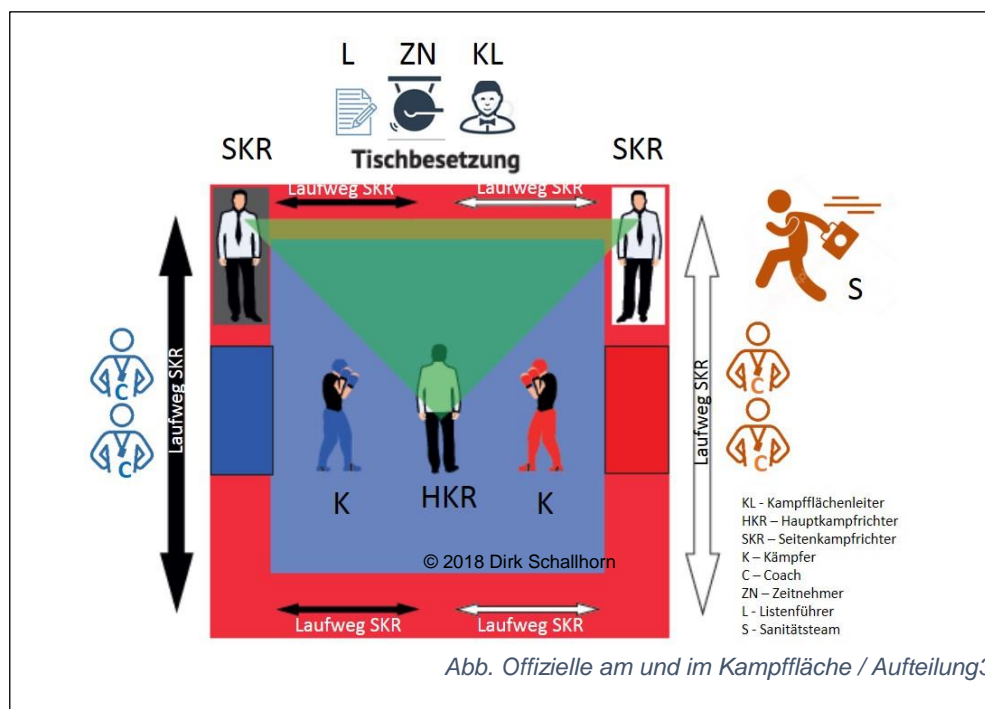 L ZN KL
Tischbesetzung
SKR SKR
Laufweg SKR Laufweg SKR
S
Laufweg SKR
Laufweg SKR
C C
C C
K HKR K
© 2018 Dirk Schallhorn
Laufweg SKR Laufweg SKR
KL - Kampfflächenleiter
HKR – Hauptkampfrichter
SKR – Seitenkampfrichter
K – Kämpfer
C – Coach
ZN – Zeitnehmer
L - Listenführer
S - Sanitätsteam
Abb. Offizielle am und im Kampffläche / Aufteilung3